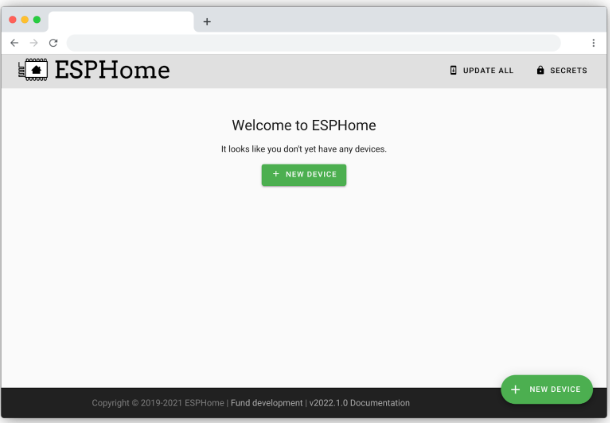 ESPHome
UPDATE ALL
SECRETS
Welcome to ESPHome
It looks like you don't yet have any devices.
+ NEW DEVICE
+ NEW DEVICE
Copyright © 2019-2021 ESPHome | Fund development | v2022.1.0 Documentation